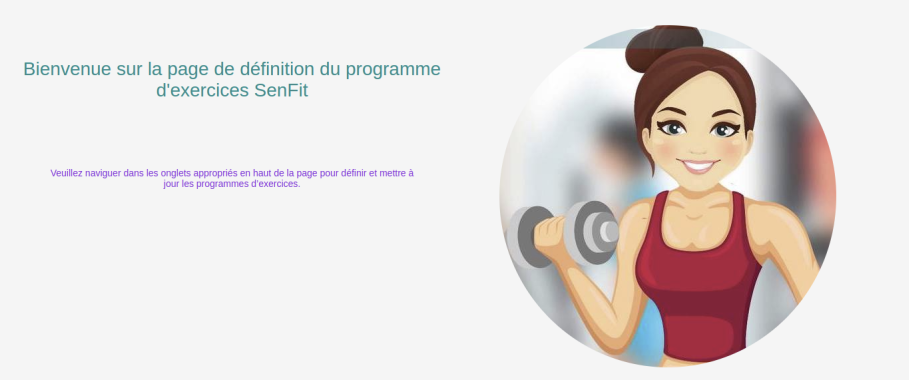 Bienvenue sur la page de définition du programme
d'exercices SenFit
Veuillez naviguer dans les onglets appropriés en haut de la page pour définir et mettre à
jour les programmes d'exercices.